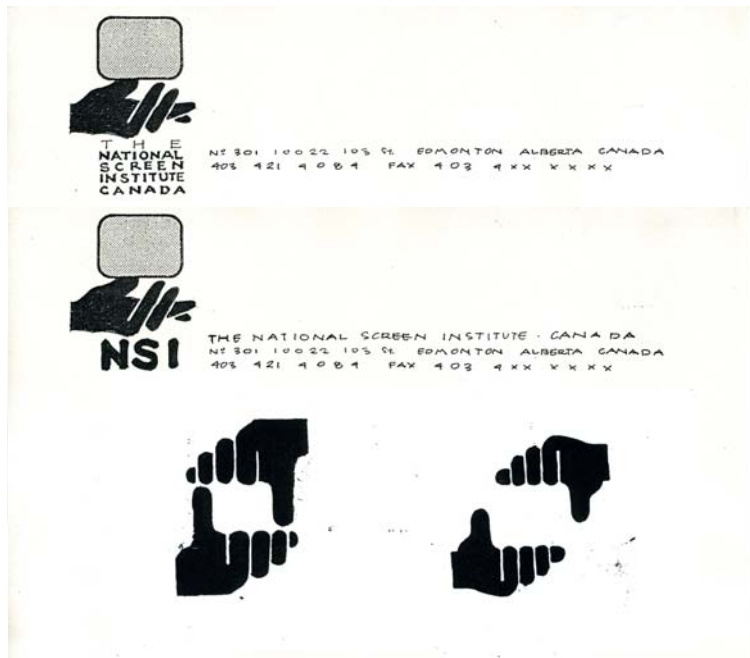 THE
NATIONAL
SCREEN
INSTITUTE
CANADA
Nº 301 10022 103 St EDMONTON ALBERTA CANADA
403 421 4084 FAX 403 4XX XXXX
NSI
THE NATIONAL SCREEN INSTITUTE · CANADA
Nº 301 10022 103 St EDMONTON ALBERTA CANADA
403 421 4084 FAX 403 4XX XXXX